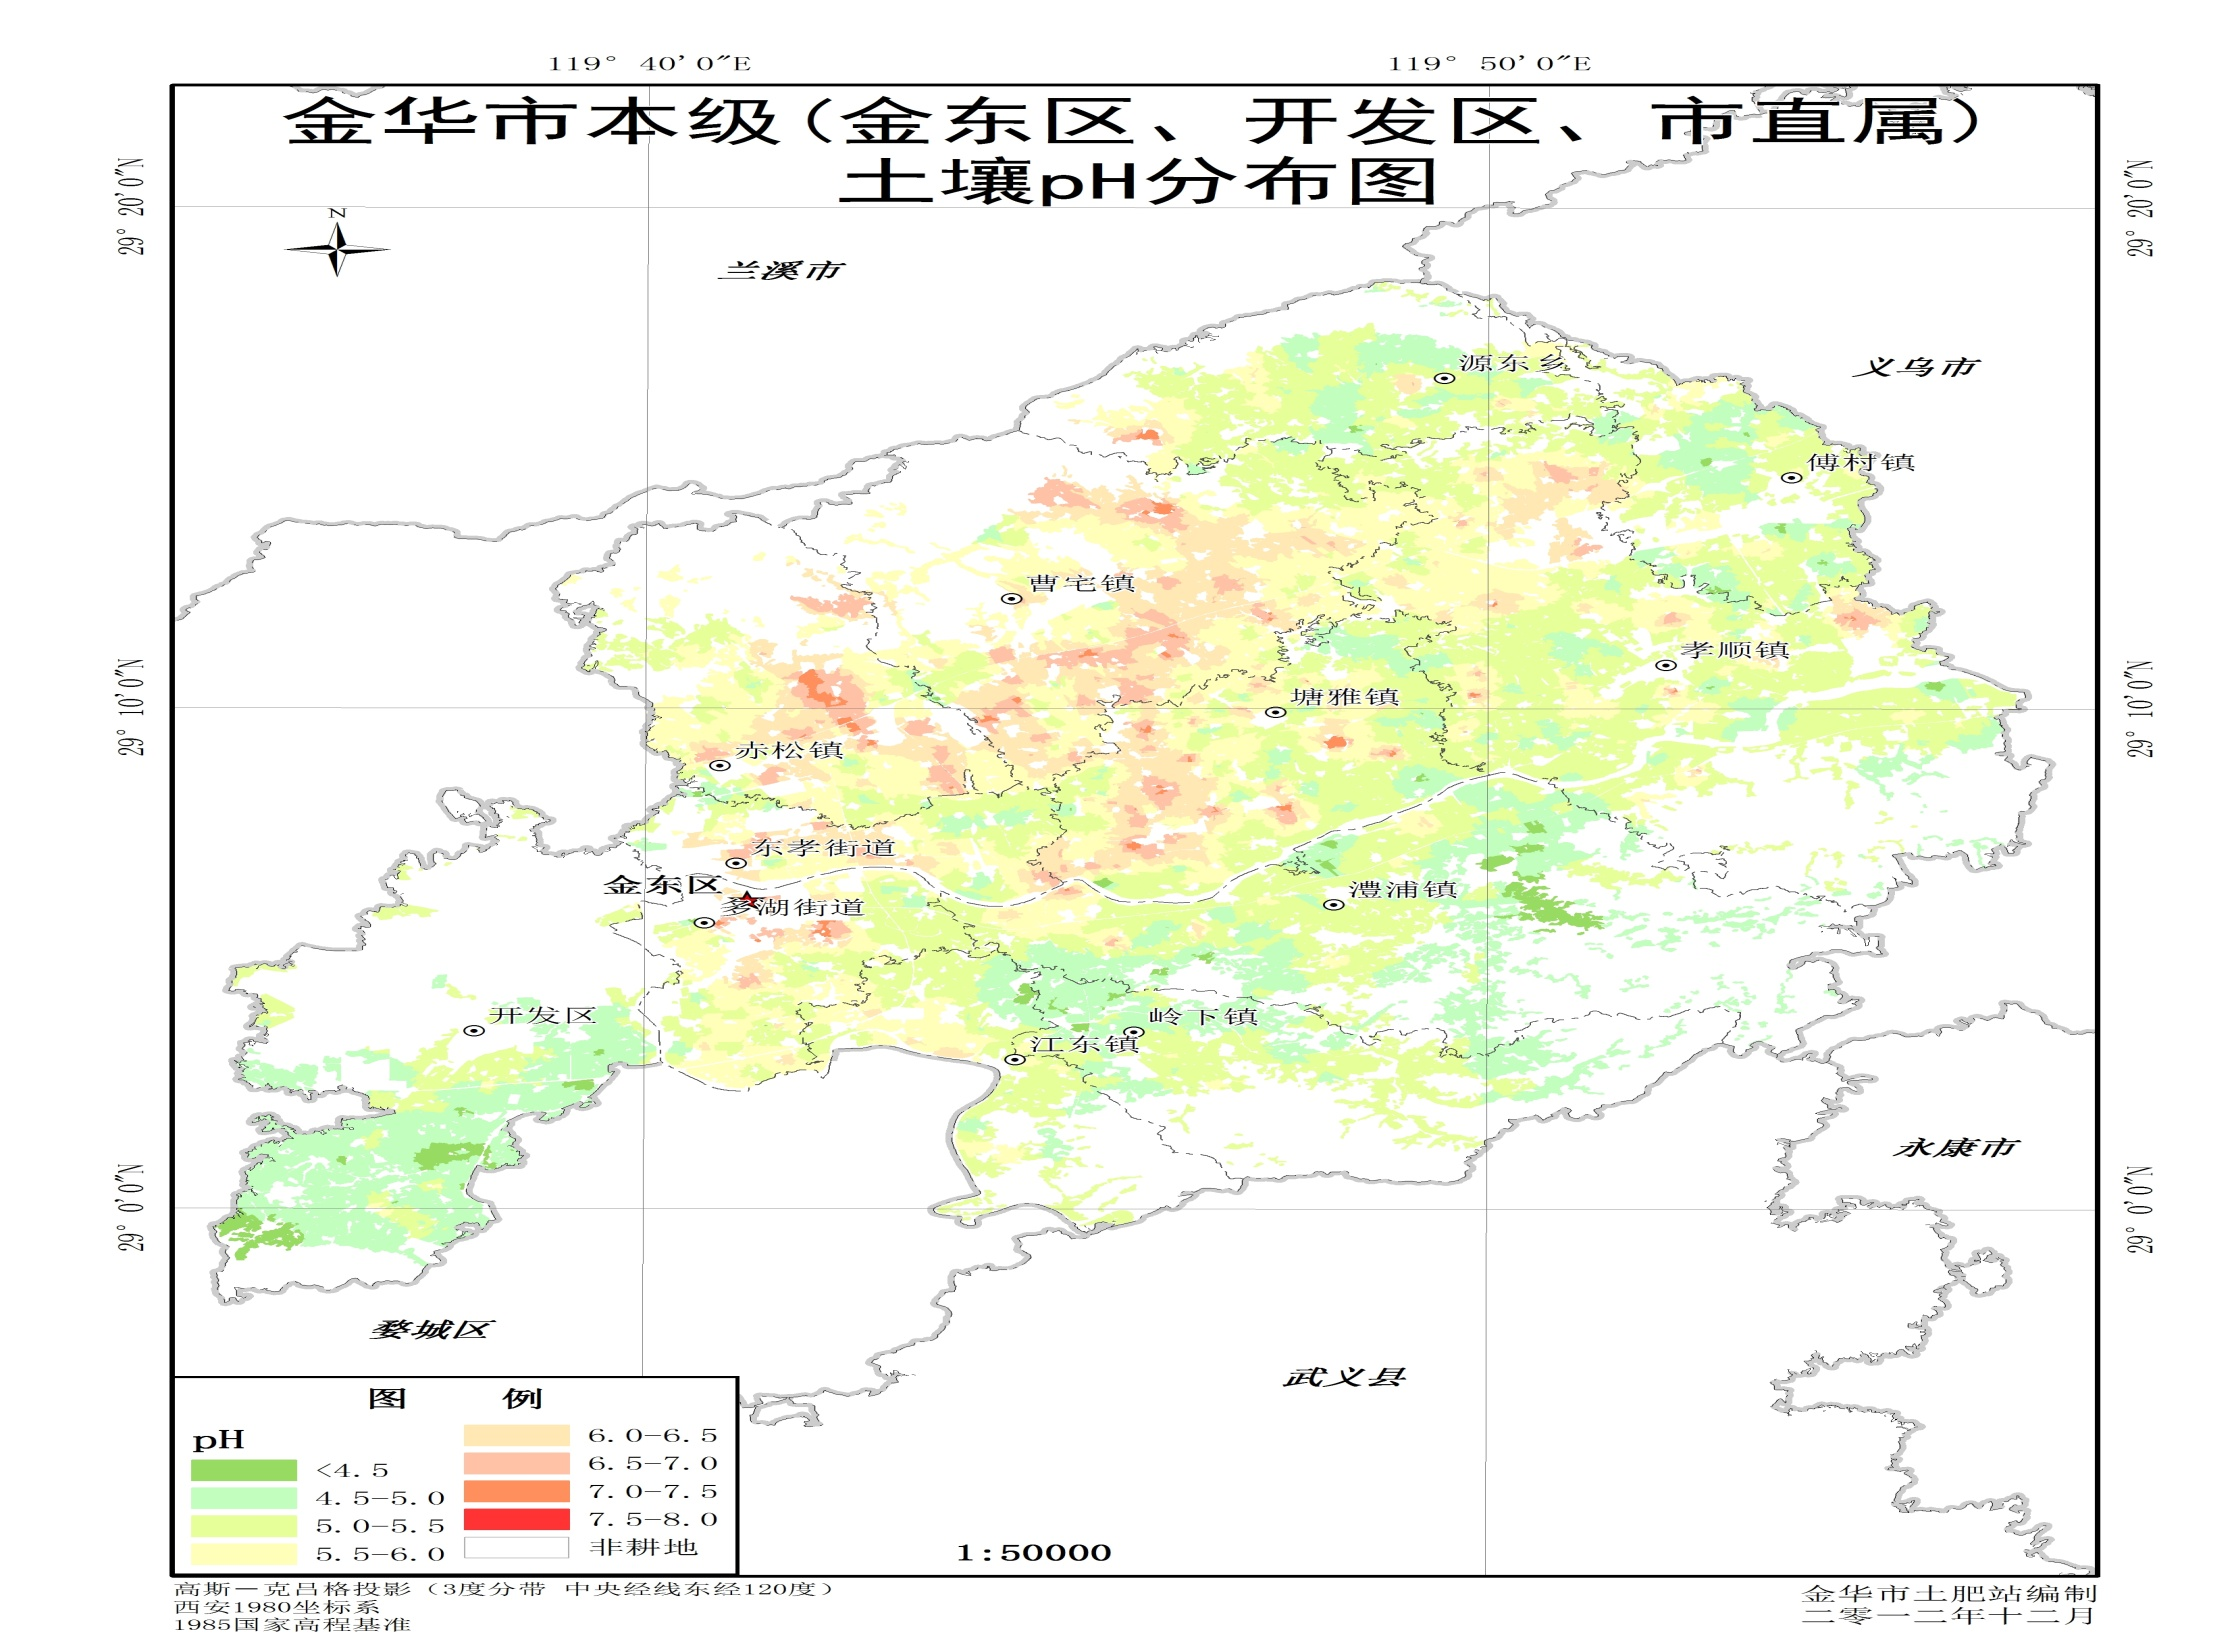 119° 40′0″E
119° 50′0″E
金华市本级(金东区、开发区、市直属)
土壤pH分布图
29° 20′0″N
29° 20′0″N
N
兰溪市
源东乡
义乌市
傅村镇
曹宅镇
孝顺镇
29° 10′0″N
29° 10′0″N
塘雅镇
赤松镇
东孝街道
金东区
澧浦镇
多湖街道
开发区
岭下镇
江东镇
永康市
29° 0′0″N
29° 0′0″N
婺城区
武义县
图 例
pH
<4.5
4.5-5.0
5.0-5.5
5.5-6.0
6.0-6.5
6.5-7.0
7.0-7.5
7.5-8.0
非耕地
1:50000
高斯－克吕格投影（3度分带 中央经线东经120度）
西安1980坐标系
1985国家高程基准
金华市土肥站编制
二零一二年十二月